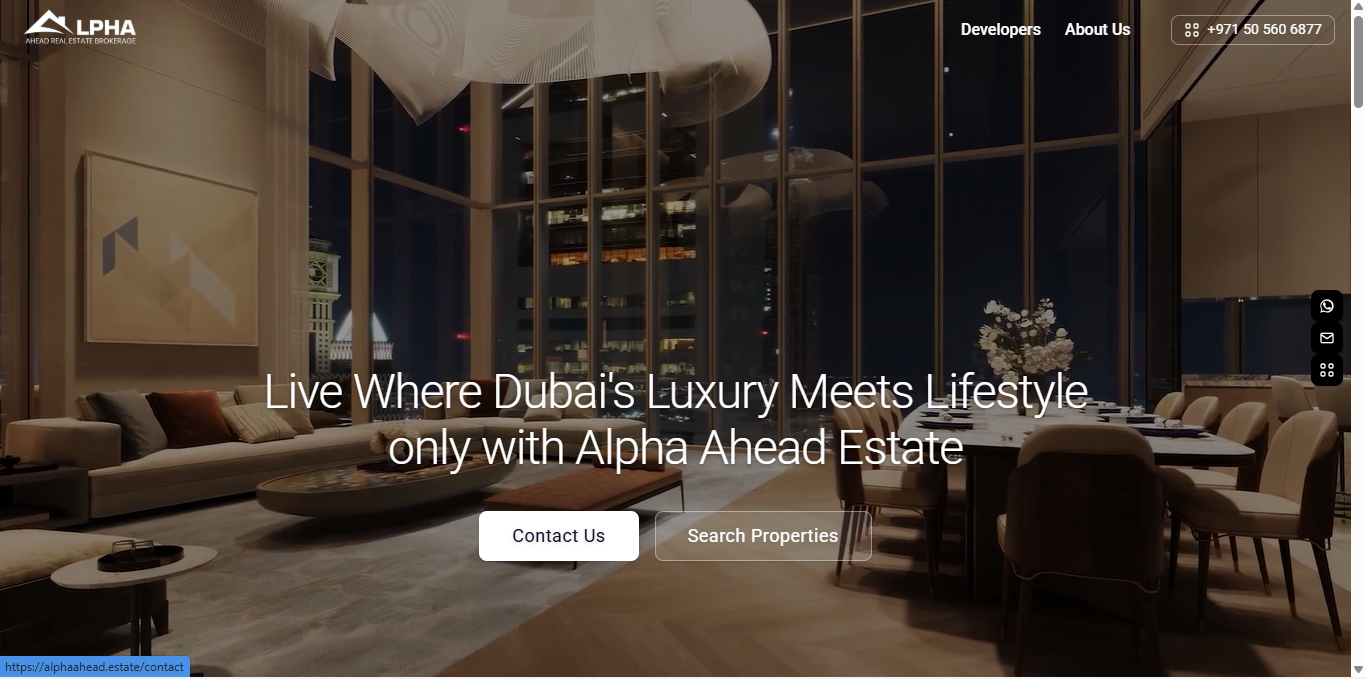 LPHA
AHEAD REAL ESTATE BROKERAGE
Developers
About Us
+971 50 560 6877
Live Where Dubai's Luxury Meets Lifestyle
only with Alpha Ahead Estate
Contact Us
Search Properties
https://alphaahead.estate/contact